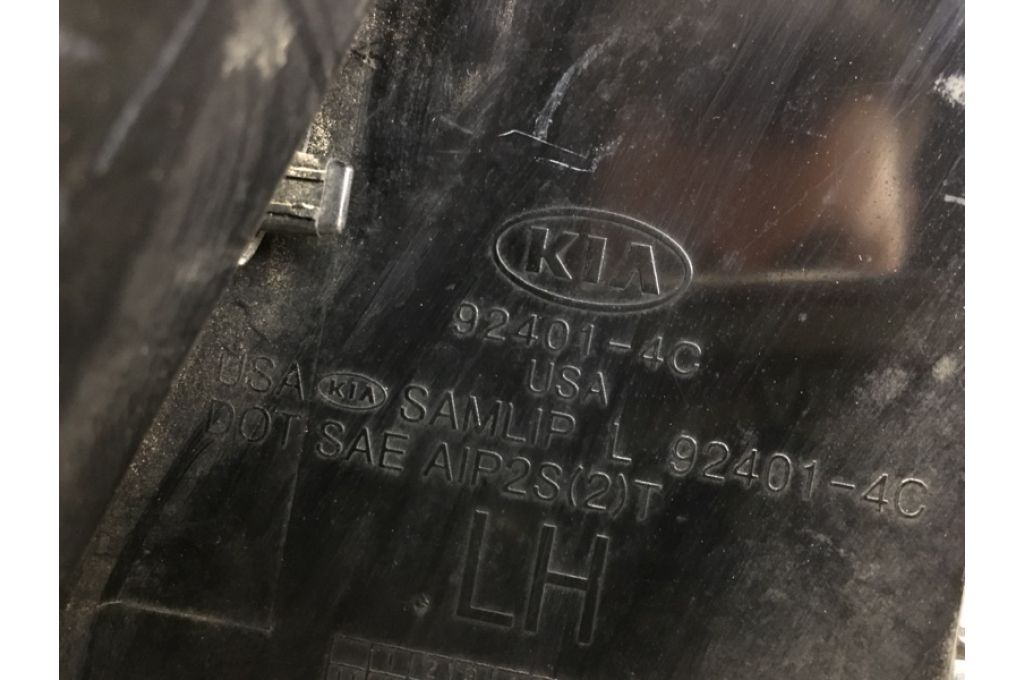 KIA
92401-4C
USA
USA KIA SAMLIP L 92401-4C
DOT SAE AIP2S(2)T
LH